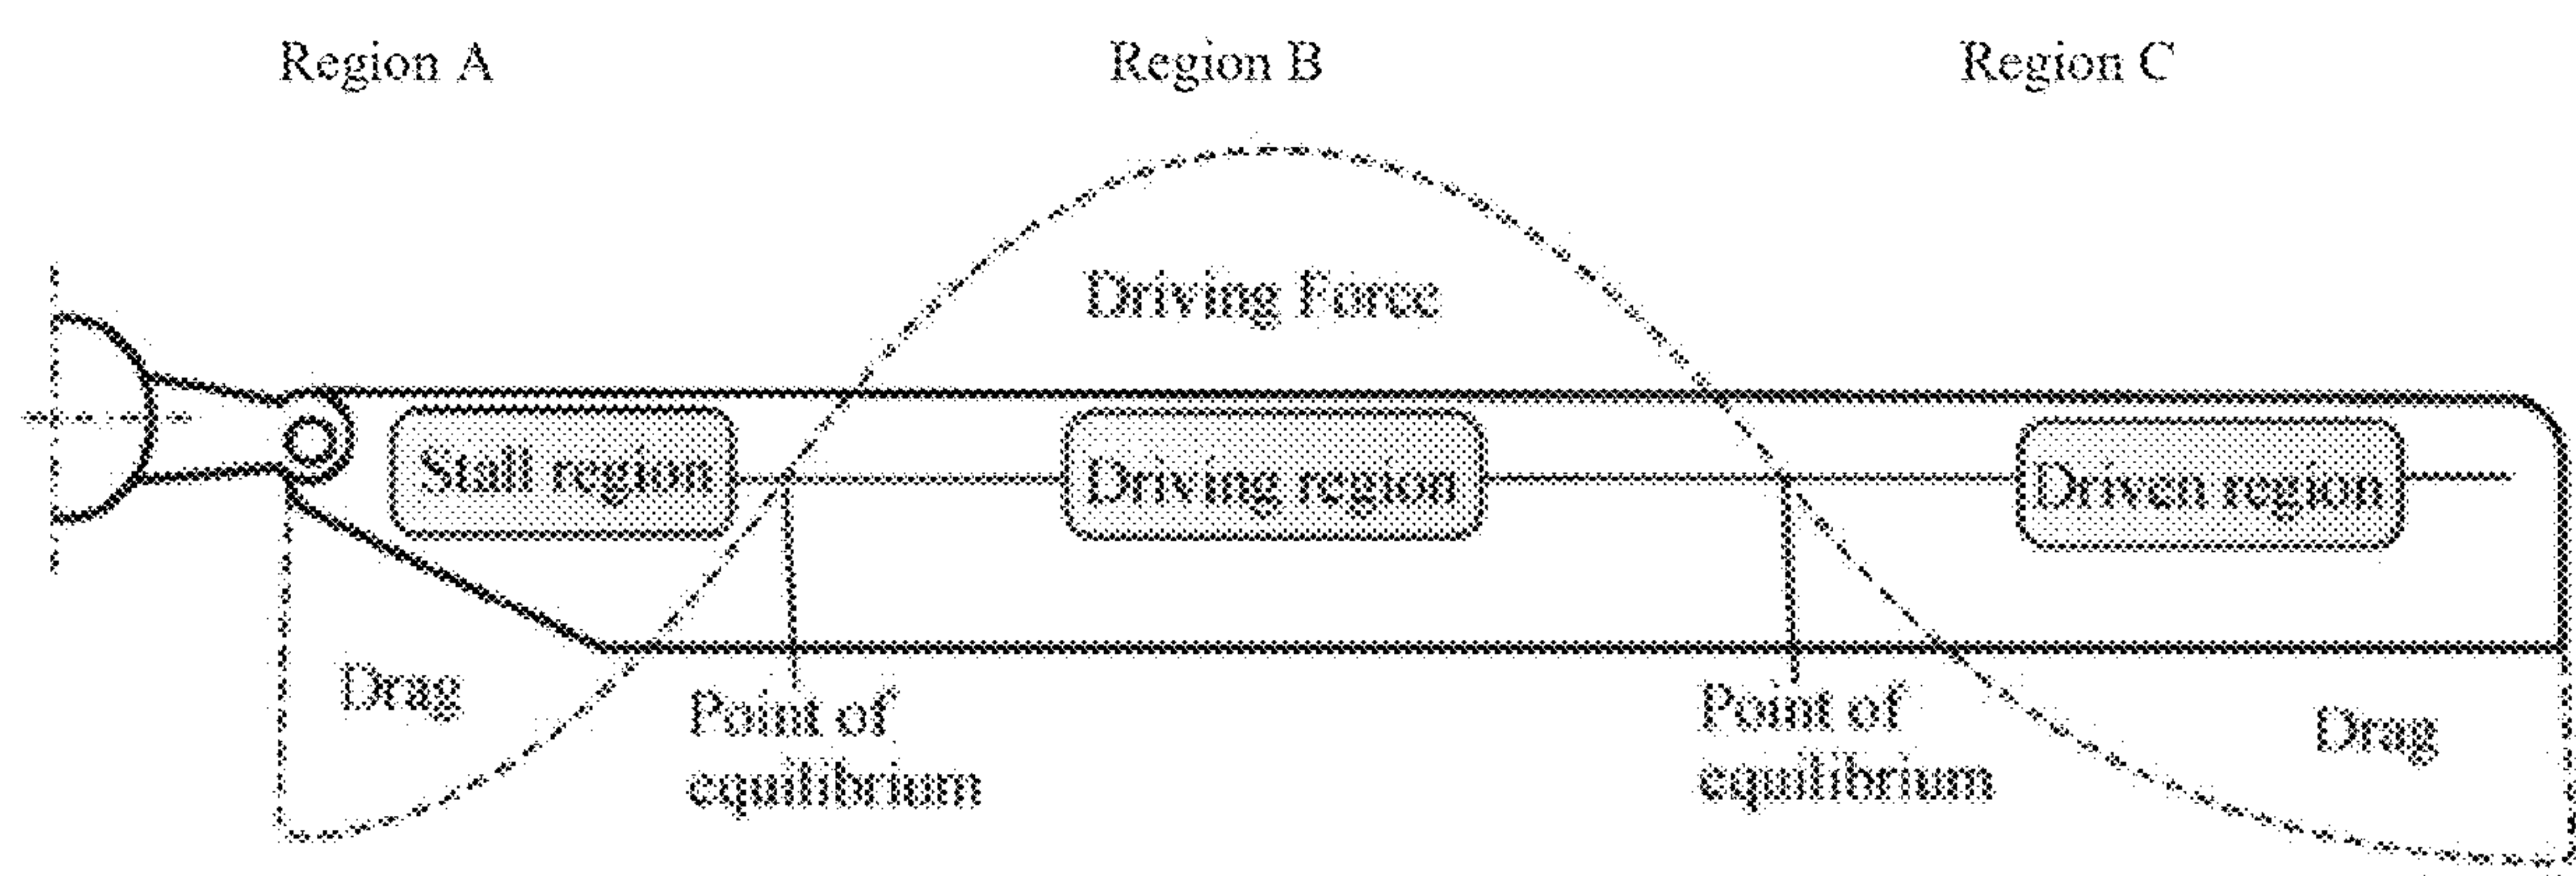 Region A
Region B
Region C
Driving Force
Stall region
Driving region
Driven region
Drag
Point of
equilibrium
Point of
equilibrium
Drag